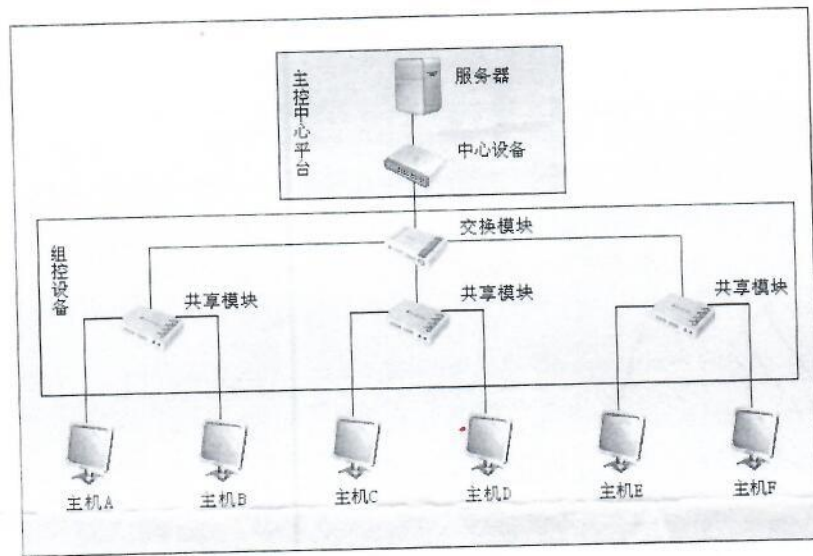 主控中心平台
服务器
中心设备
组控设备
交换模块
共享模块
共享模块
共享模块
主机A
主机B
主机C
主机D
主机E
主机F